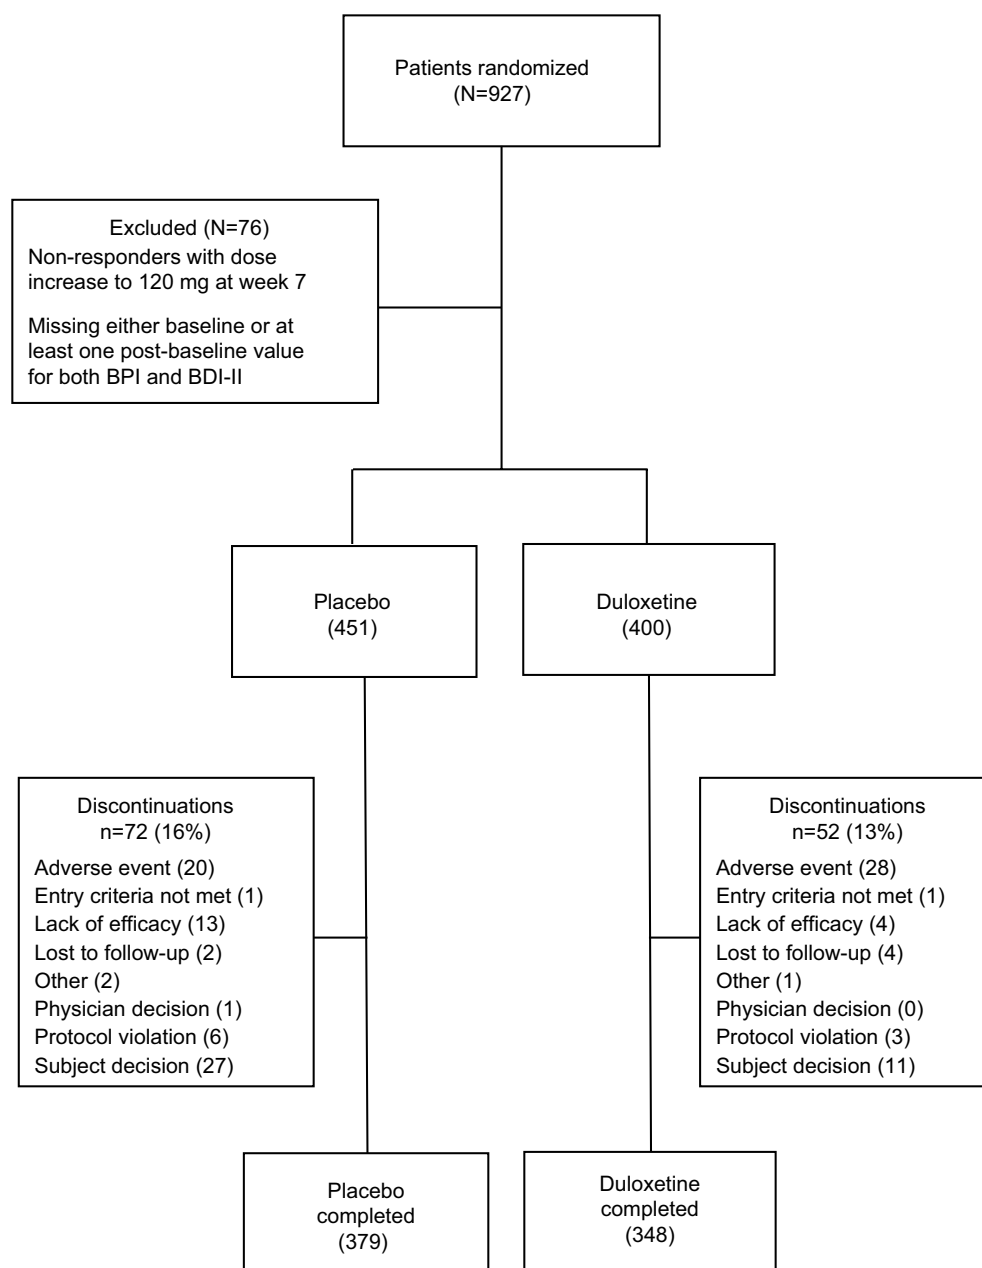 Patients randomized
(N=927)
Excluded (N=76)
Non-responders with dose
increase to 120 mg at week 7
Missing either baseline or at
least one post-baseline value
for both BPI and BDI-II
Placebo
(451)
Duloxetine
(400)
Discontinuations
n=72 (16%)
Adverse event (20)
Entry criteria not met (1)
Lack of efficacy (13)
Lost to follow-up (2)
Other (2)
Physician decision (1)
Protocol violation (6)
Subject decision (27)
Discontinuations
n=52 (13%)
Adverse event (28)
Entry criteria not met (1)
Lack of efficacy (4)
Lost to follow-up (4)
Other (1)
Physician decision (0)
Protocol violation (3)
Subject decision (11)
Placebo
completed
(379)
Duloxetine
completed
(348)